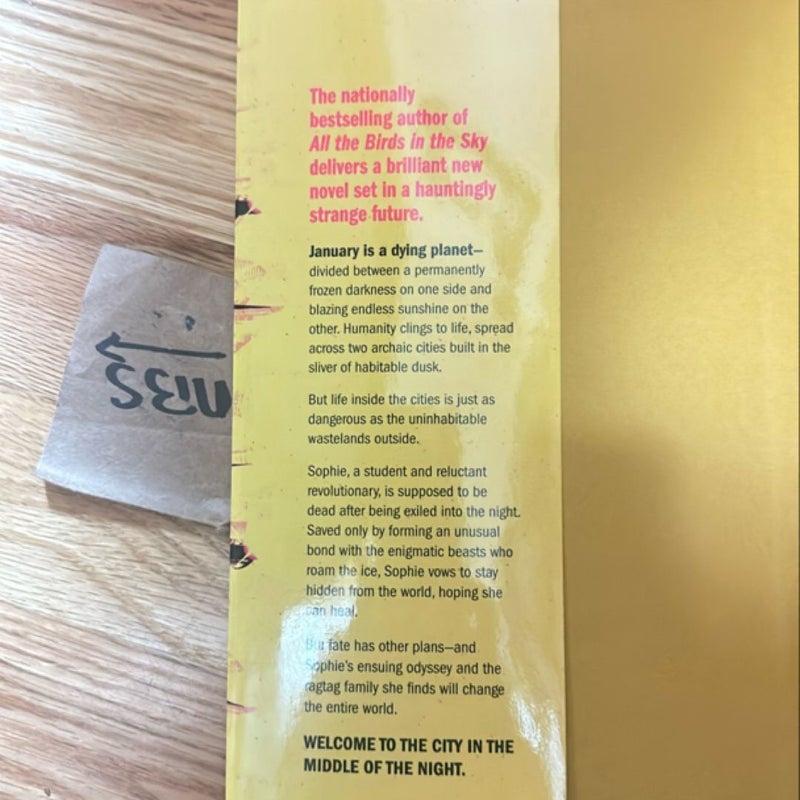 The nationally
bestselling author of
All the Birds in the Sky
delivers a brilliant new
novel set in a hauntingly
strange future.
January is a dying planet—
divided between a permanently
frozen darkness on one side and
blazing endless sunshine on the
other. Humanity clings to life, spread
across two archaic cities built in the
sliver of habitable dusk.
But life inside the cities is just as
dangerous as the uninhabitable
wastelands outside.
Sophie, a student and reluctant
revolutionary, is supposed to be
dead after being exiled into the night.
Saved only by forming an unusual
bond with the enigmatic beasts who
roam the ice, Sophie vows to stay
hidden from the world, hoping she
can heal.
But fate has other plans—and
Sophie's ensuing odyssey and the
ragtag family she finds will change
the entire world.
WELCOME TO THE CITY IN THE
MIDDLE OF THE NIGHT.